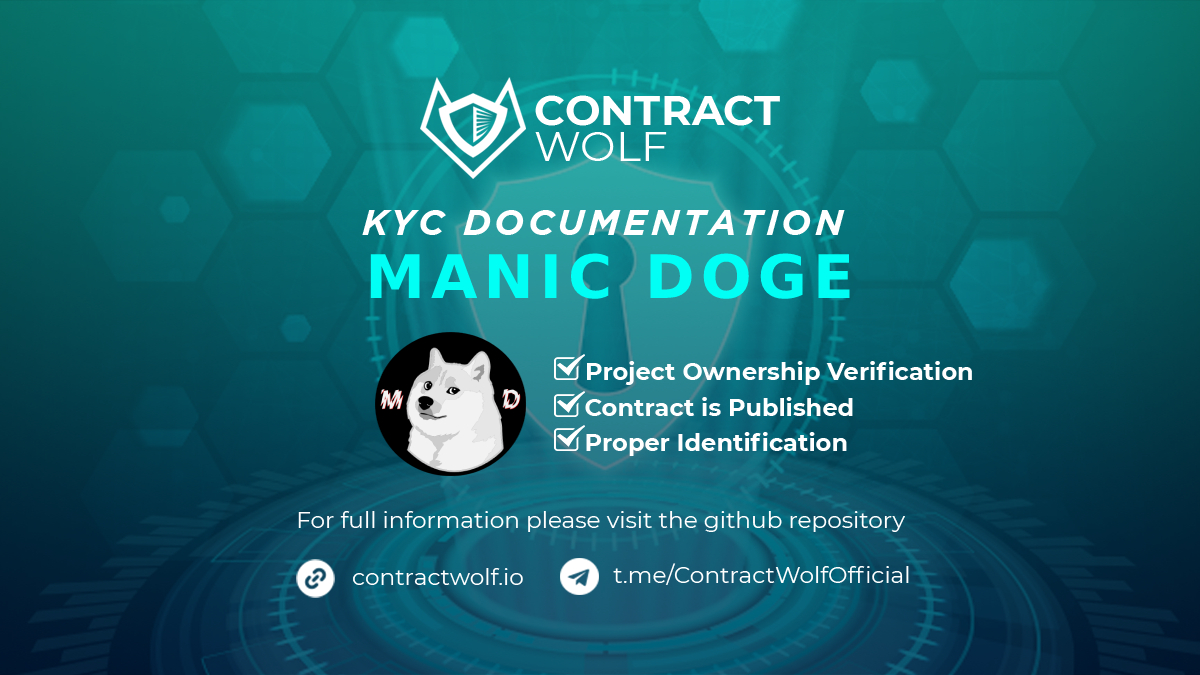 CONTRACT
WOLF
KYC DOCUMENTATION
MANIC DOGE
M D
Project Ownership Verification
Contract is Published
Proper Identification
For full information please visit the github repository
contractwolf.io
t.me/ContractWolfOfficial